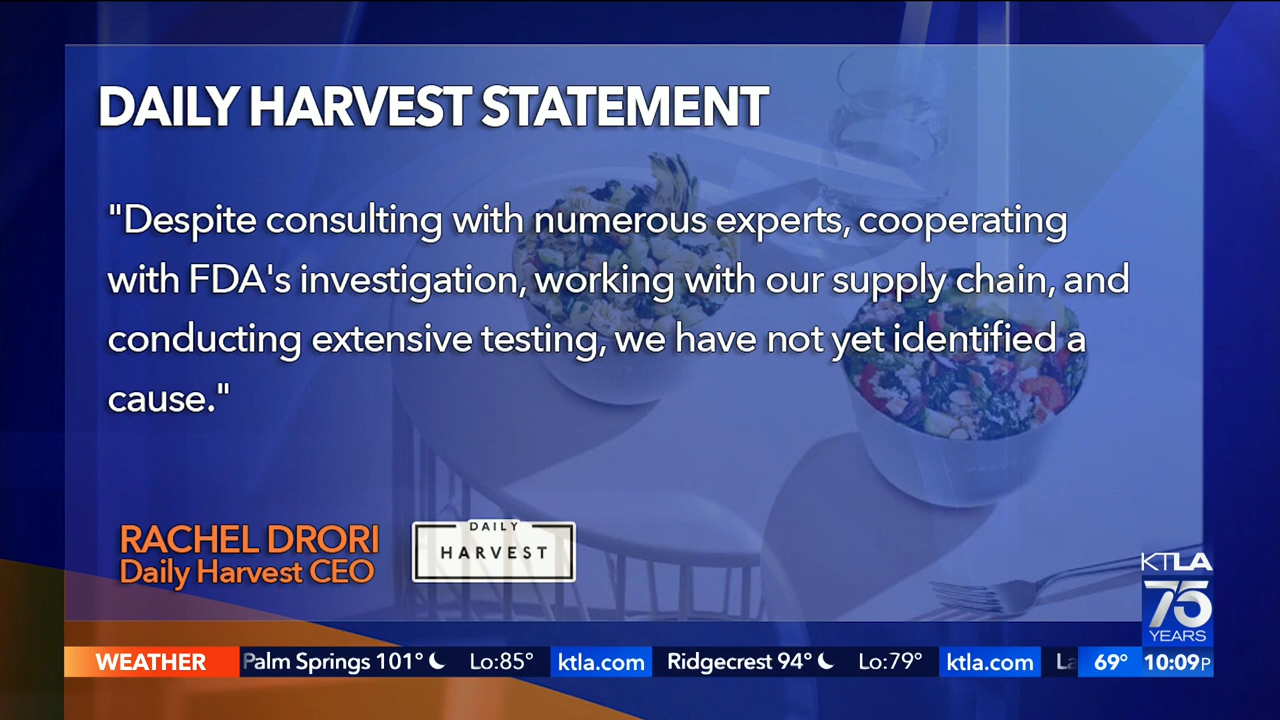 DAILY HARVEST STATEMENT
"Despite consulting with numerous experts, cooperating
with FDA's investigation, working with our supply chain, and
conducting extensive testing, we have not yet identified a
cause."
RACHEL DRORI
Daily Harvest CEO
DAILY
HARVEST
KTLA
75
YEARS
WEATHER Palm Springs 101° Lo:85° ktla.com Ridgecrest 94° Lo:79° ktla.com 69° 10:09P